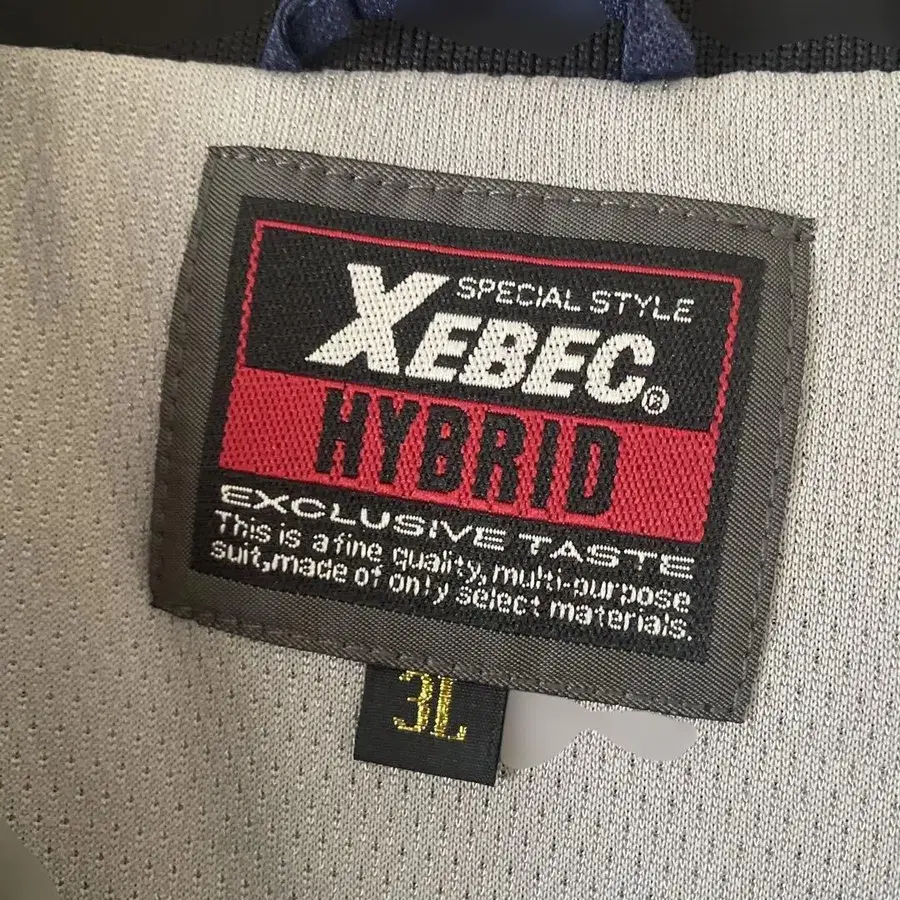 SPECIAL STYLE
XEBEC®
HYBRID
EXCLUSIVE TASTE
This is a fine quality, multi-purpose
suit, made of only select materials.
3L